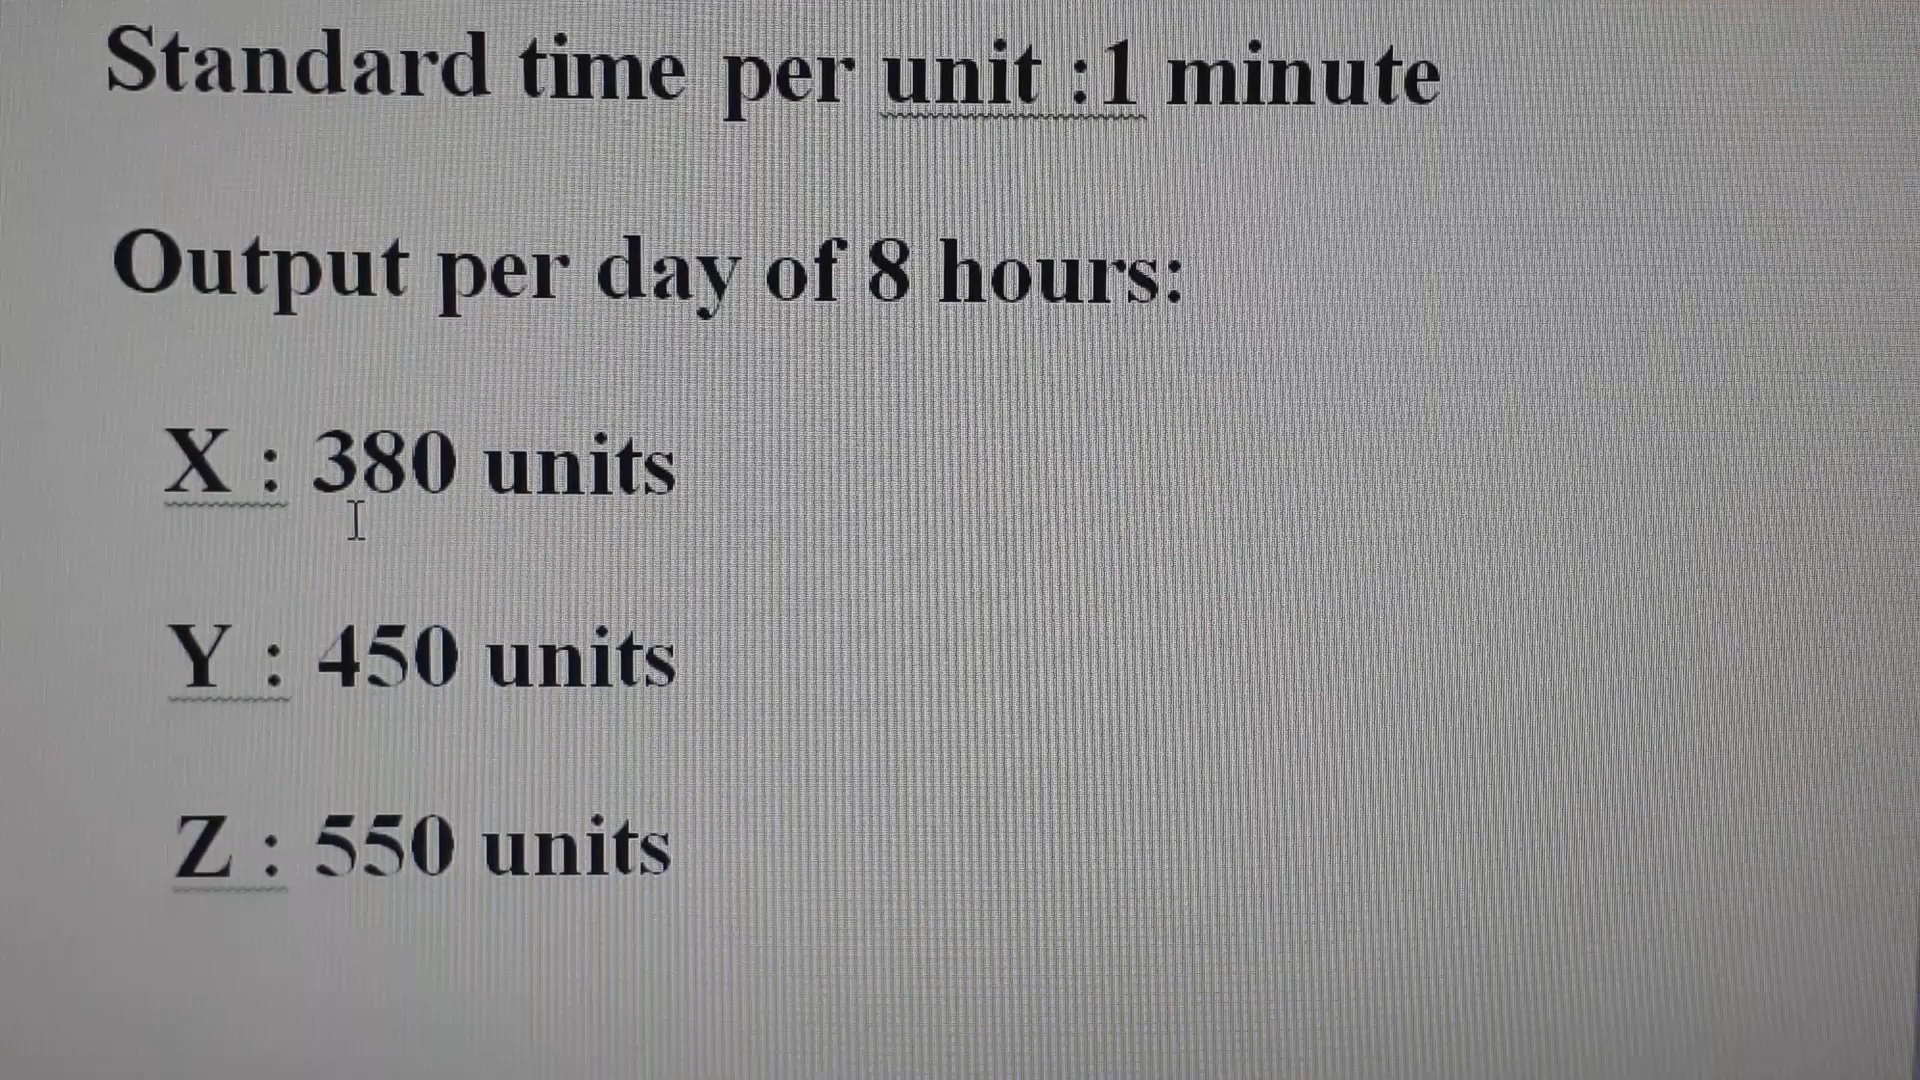 Standard time per unit :1 minute
Output per day of 8 hours:
X : 380 units
Y : 450 units
Z : 550 units